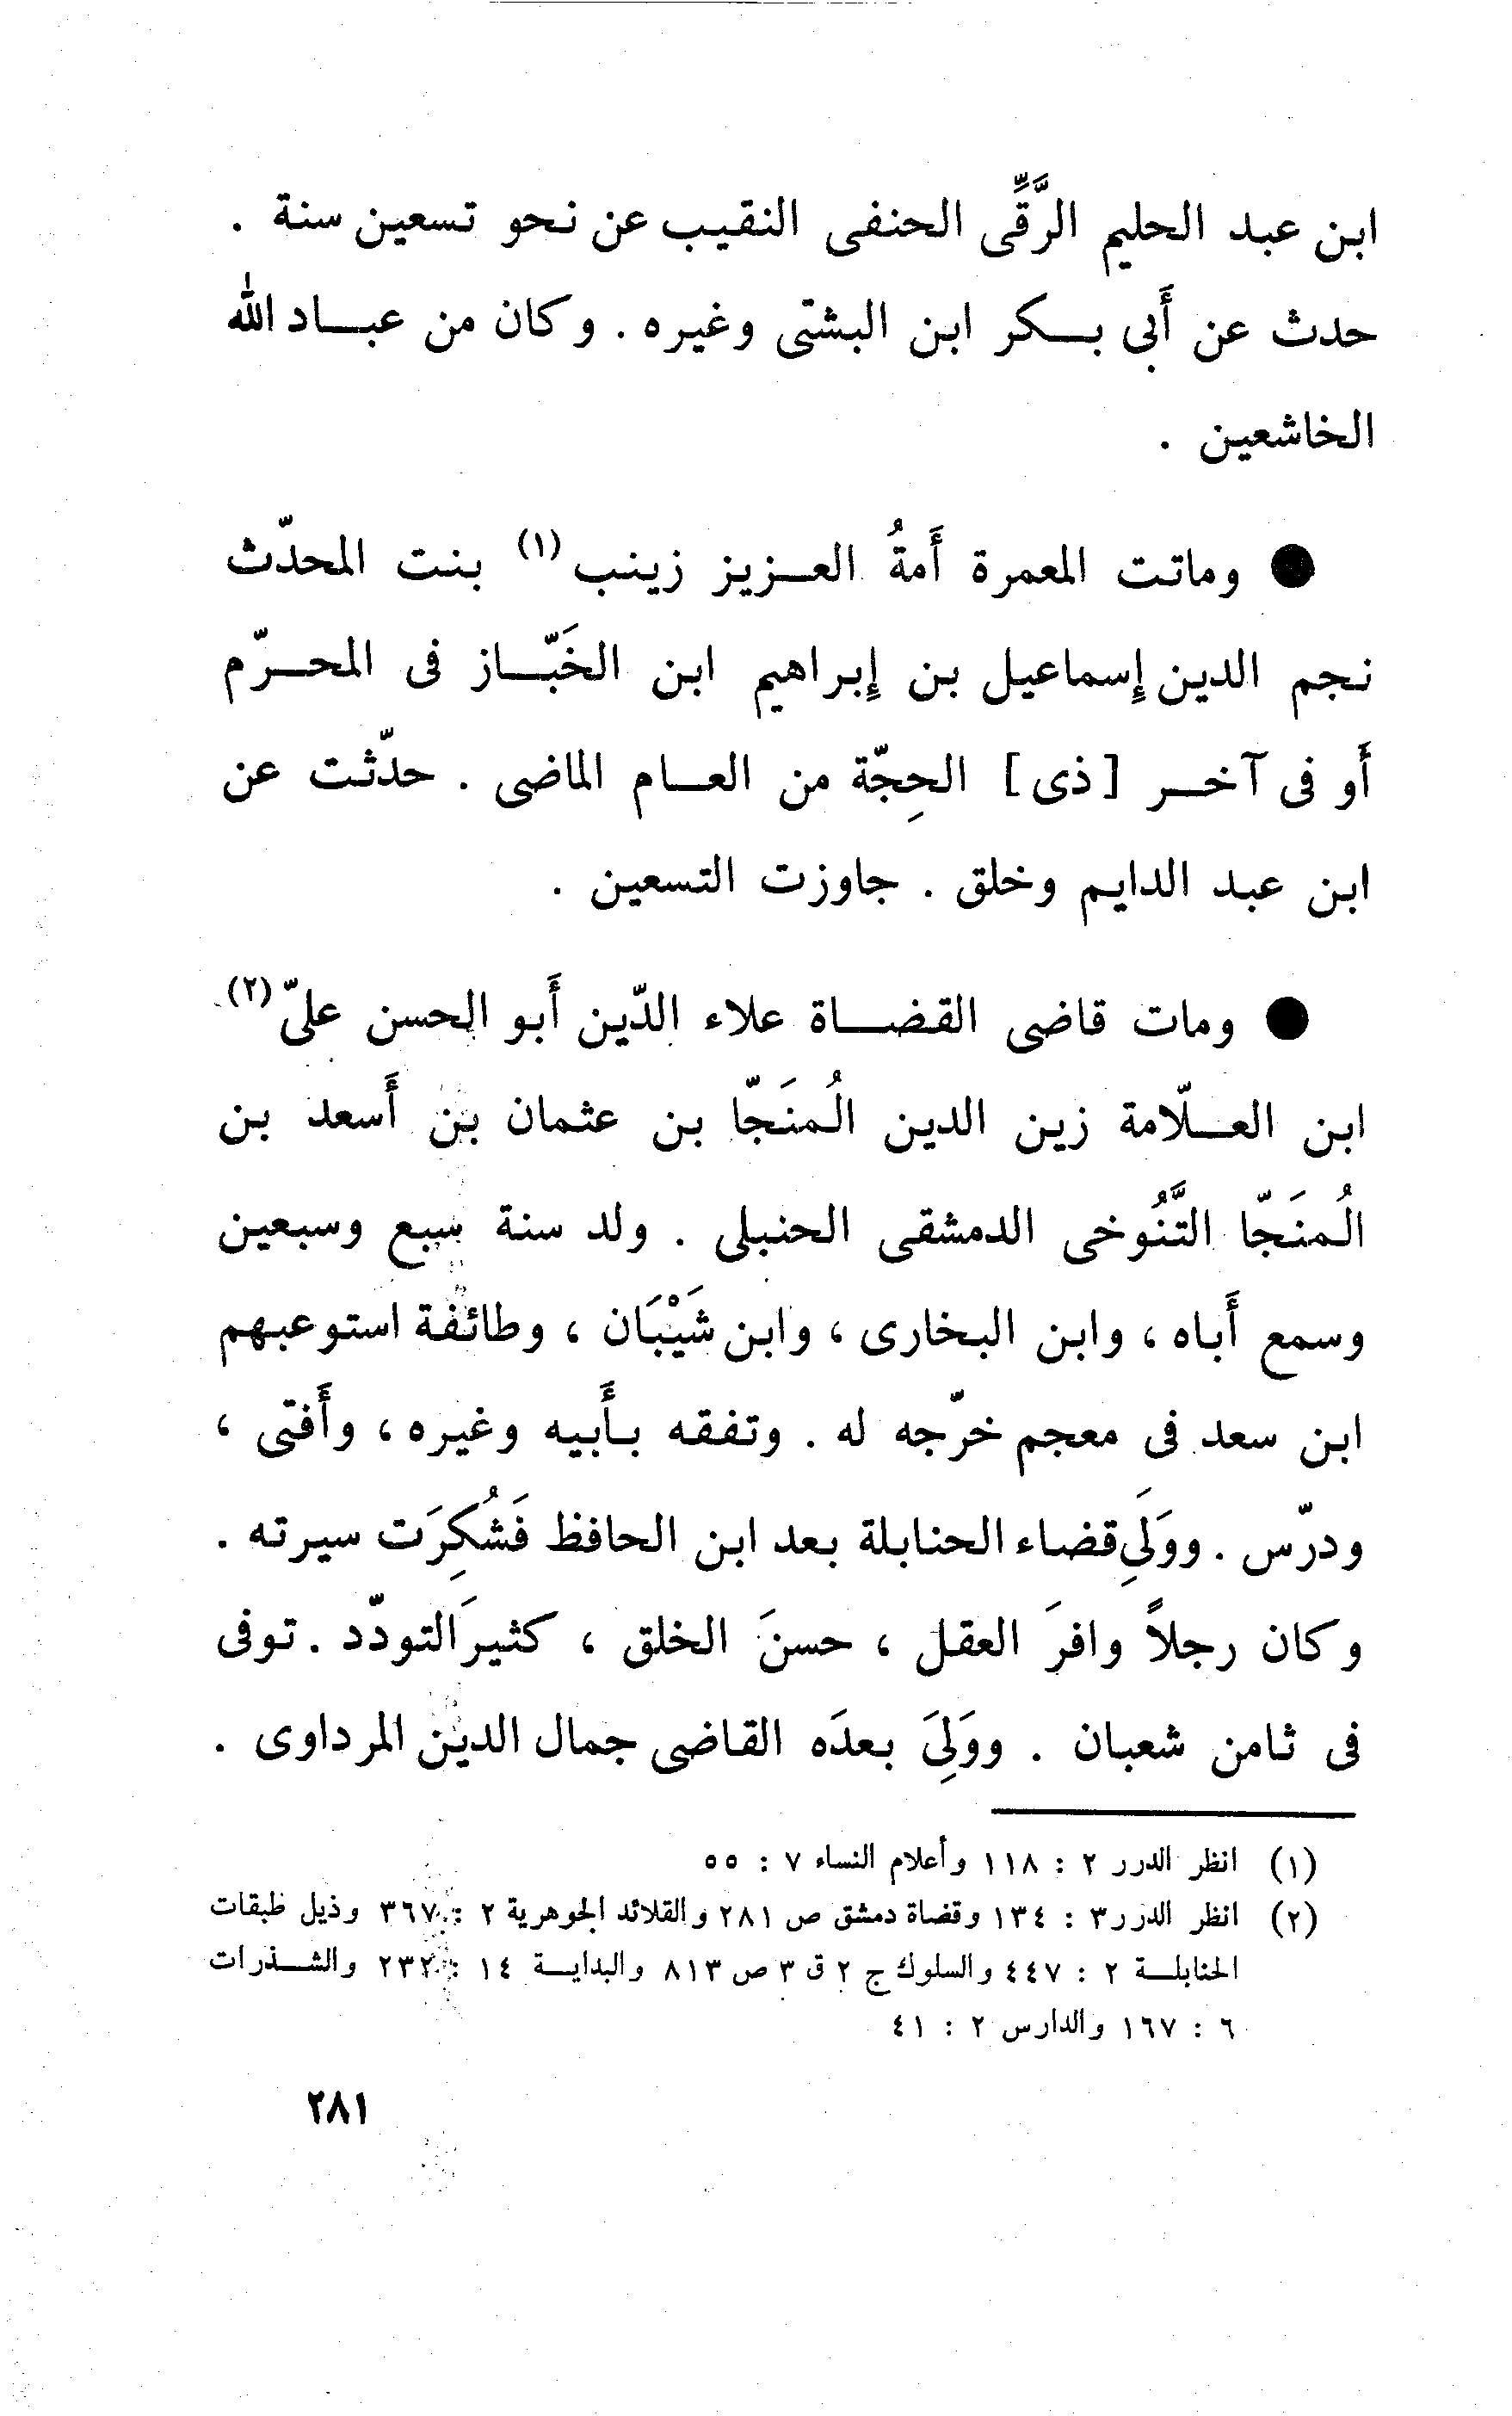 ابن عبد الحليم الرَّقِّى الحنفى النقيب عن نحو تسعين سنة .
حدث عن أَبى بكر ابن البشتى وغيره . وكان من عباد الله
الخاشعين .
● وماتت المعمرة أَمةُ العزيز زينب (١) بنت المحدّث
نجم الدين إسماعيل بن إبراهيم ابن الخَبّاز فى المحرّم
أَو فى آخر [ذى] الحِجّة من العام الماضى . حدّثت عن
ابن عبد الدايم وخلق . جاوزت التسعين .
● ومات قاضى القضاة علاء الدّين أَبو الحسن علىّ (٢)
ابن العلّامة زين الدين الُمنَجّا بن عثمان بن أَسعد بن
الُمنَجّا التَّنُوخى الدمشقى الحنبلى . ولد سنة سبع وسبعين
وسمع أَباه ، وابن البخارى ، وابن شَيْبَان ، وطائفة استوعبهم
ابن سعد فى معجم خرّجه له . وتفقه بأَبيه وغيره ، وأَفتى ،
ودرّس . ووَلَىِ قضاء الحنابلة بعد ابن الحافظ فَشُكِرَت سيرته .
وكان رجلاً وافرَ العقل ، حسنَ الخلق ، كثيرَ التودّد . توفى
فى ثامن شعبان . ووَلِىَ بعدَه القاضى جمال الدين المرداوى .
(١) انظر الدرر ٢ : ١١٨ وأعلام النساء ٧ : ٥٥
(٢) انظر الدرر ٣ : ١٣٤ وقضاة دمشق ص ٢٨١ والقلائد الجوهرية ٢ : ٣٦٧ وذيل طبقات
الحنابلة ٢ : ٤٤٧ والسلوك ج ٢ ق ٣ ص ٨١٣ والبداية ١٤ : ٢٣٢ والشذرات
٦ : ١٦٧ والدارس ٢ : ٤١
٢٨١